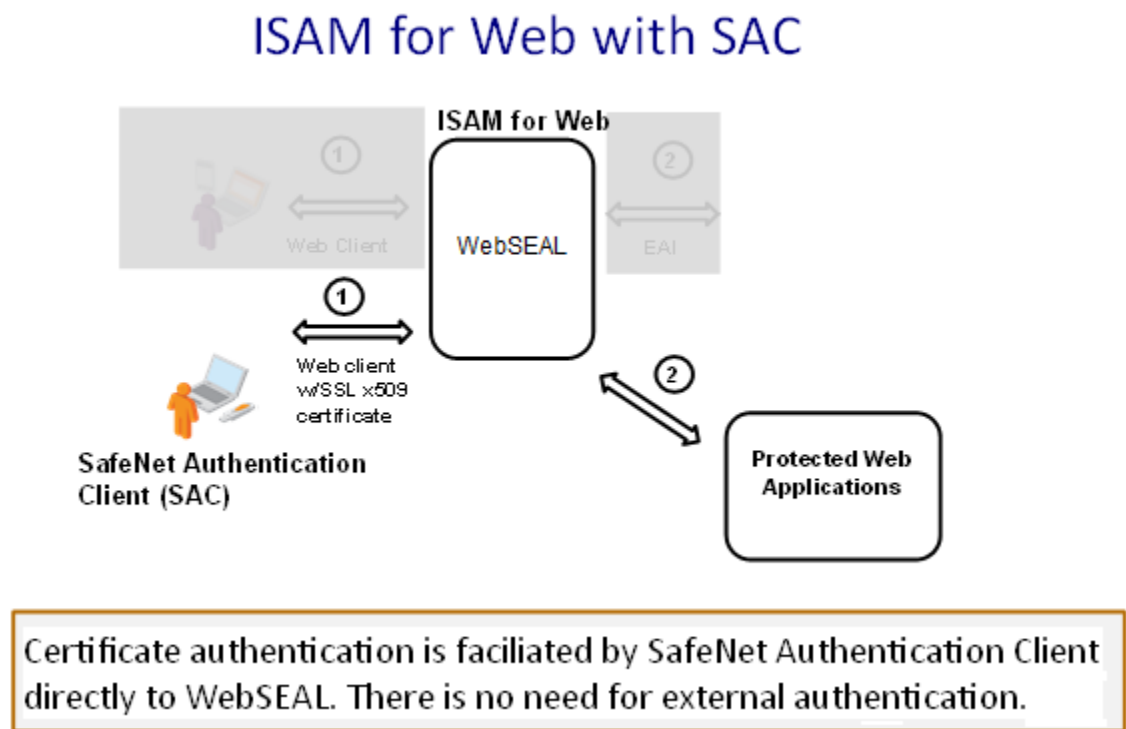 ISAM for Web with SAC
ISAM for Web
1
2
Web Client
WebSEAL
EAI
1
Web client
w/SSL x509
certificate
2
SafeNet Authentication
Client (SAC)
Protected Web
Applications
Certificate authentication is faciliated by SafeNet Authentication Client
directly to WebSEAL. There is no need for external authentication.